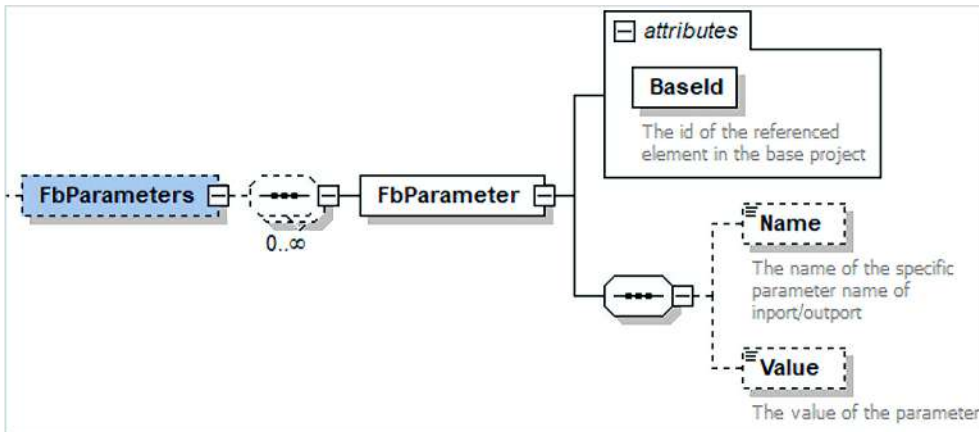 attributes
BaseId
The id of the referenced
element in the base project
FbParameters
0..∞
FbParameter
Name
The name of the specific
parameter name of
inport/outport
Value
The value of the parameter